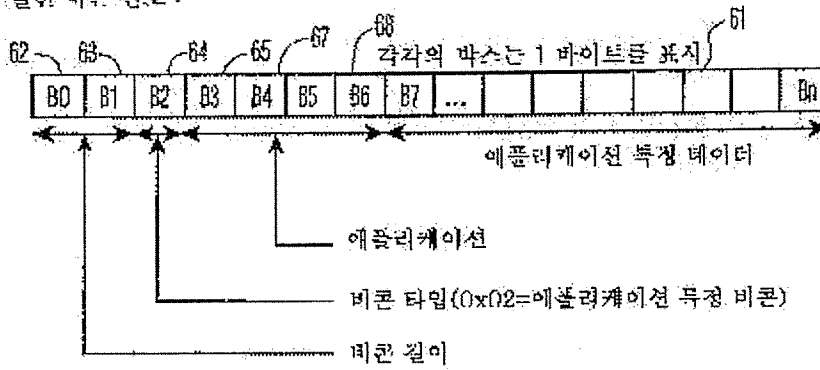 62 63 64 65 67 68 각각의 박스는 1 바이트를 표시 61
B0 B1 B2 B3 B4 B5 B6 B7 ... Bn
애플리케이션 특정 데이터
애플리케이션
비콘 타입(0x02=애플리케이션 특정 비콘)
비콘 길이